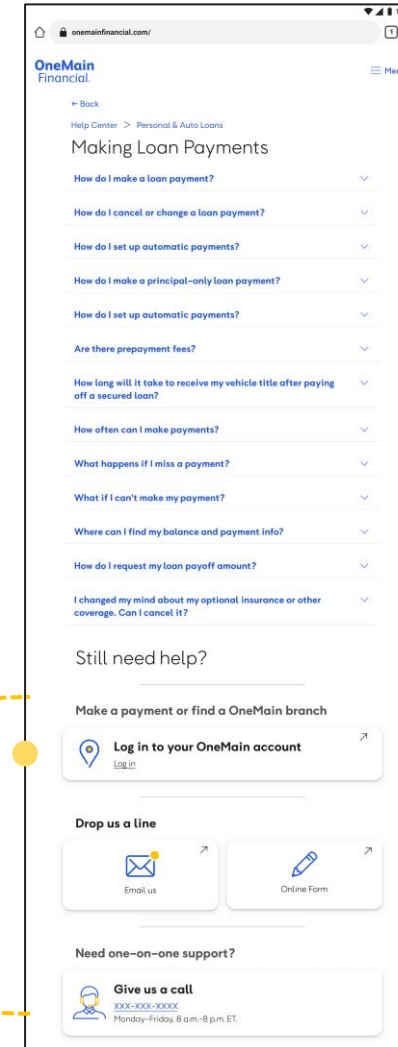 onemainfinancial.com/
1
OneMain
Financial.
← Back
Help Center > Personal & Auto Loans
Making Loan Payments
How do I make a loan payment?
How do I cancel or change a loan payment?
How do I set up automatic payments?
How do I make a principal-only loan payment?
How do I set up automatic payments?
Are there prepayment fees?
How long will it take to receive my vehicle title after paying
off a secured loan?
How often can I make payments?
What happens if I miss a payment?
What if I can't make my payment?
Where can I find my balance and payment info?
How do I request my loan payoff amount?
I changed my mind about my optional insurance or other
coverage. Can I cancel it?
Still need help?
Make a payment or find a OneMain branch
Log in to your OneMain account
Log in
Drop us a line
Email us
Online Form
Need one-on-one support?
Give us a call
XXX-XXX-XXXX
Monday-Friday, 8 a.m.-8 p.m. ET.